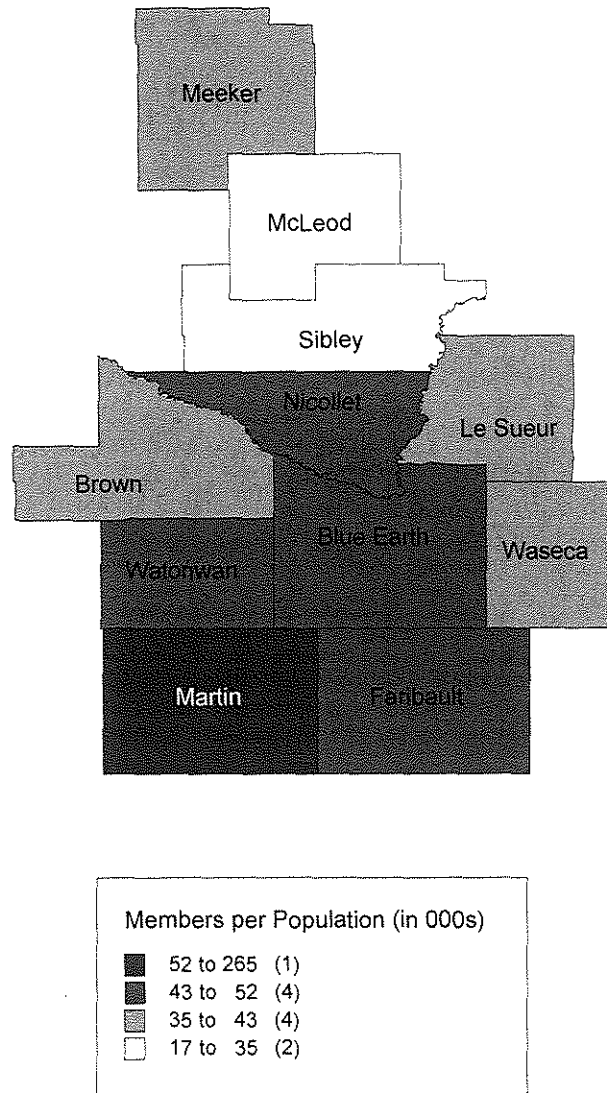 Meeker
McLeod
Sibley
Nicollet
Le Sueur
Brown
Blue Earth
Waseca
Watonwan
Martin
Faribault
Members per Population (in 000s)
52 to 265 (1)
43 to 52 (4)
35 to 43 (4)
17 to 35 (2)